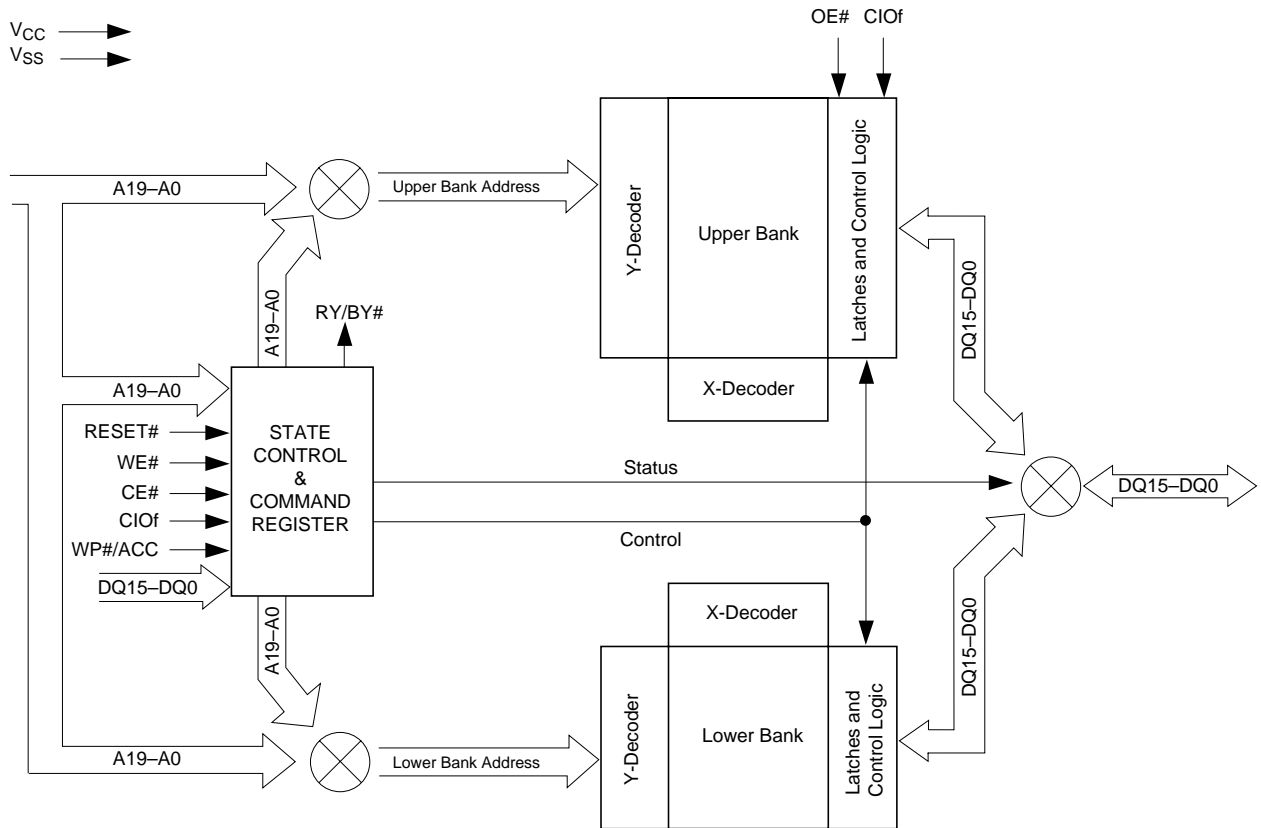 VCC
VSS
OE# CIOf
A19–A0
Upper Bank Address
Y-Decoder
Upper Bank
Latches and Control Logic
X-Decoder
DQ15–DQ0
A19–A0
RY/BY#
A19–A0
RESET#
WE#
CE#
CIOf
WP#/ACC
DQ15–DQ0
STATE
CONTROL
&
COMMAND
REGISTER
Status
Control
DQ15–DQ0
A19–A0
X-Decoder
DQ15–DQ0
A19–A0
Lower Bank Address
Y-Decoder
Lower Bank
Latches and
Control Logic